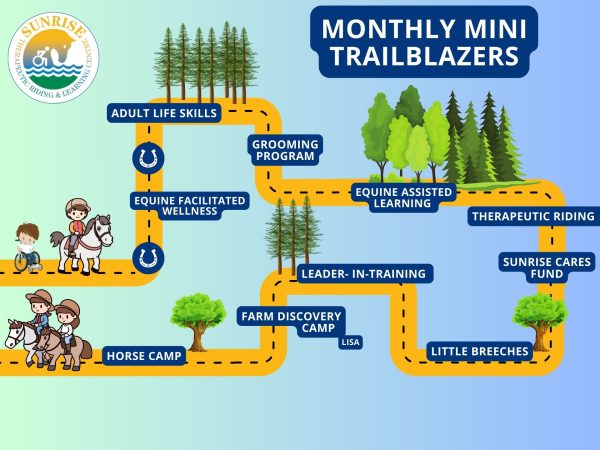 SUNRISE
THERAPEUTIC RIDING & LEARNING CENTRE
MONTHLY MINI
TRAILBLAZERS
ADULT LIFE SKILLS
GROOMING
PROGRAM
EQUINE FACILITATED
WELLNESS
EQUINE ASSISTED
LEARNING
THERAPEUTIC RIDING
SUNRISE CARES
FUND
LEADER- IN-TRAINING
FARM DISCOVERY
CAMP
LISA
HORSE CAMP
LITTLE BREECHES